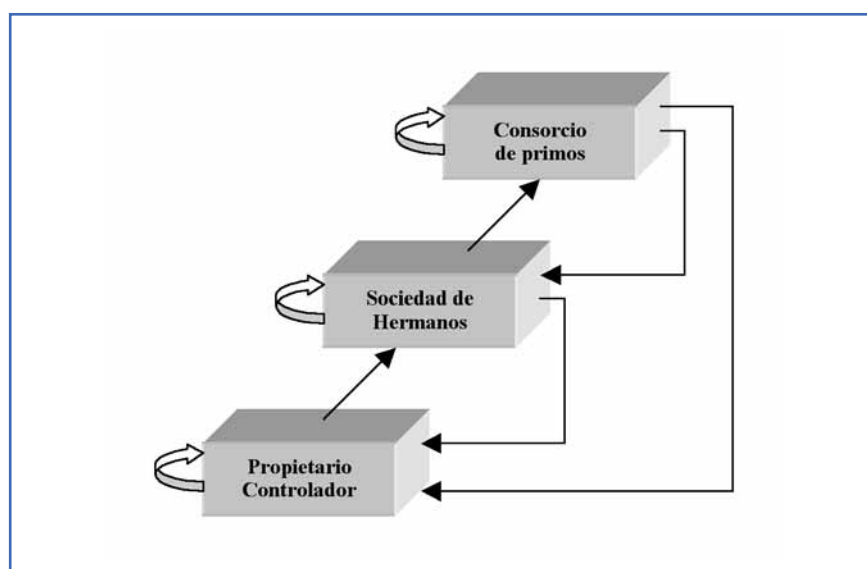 Consorcio
de primos
Sociedad de
Hermanos
Propietario
Controlador